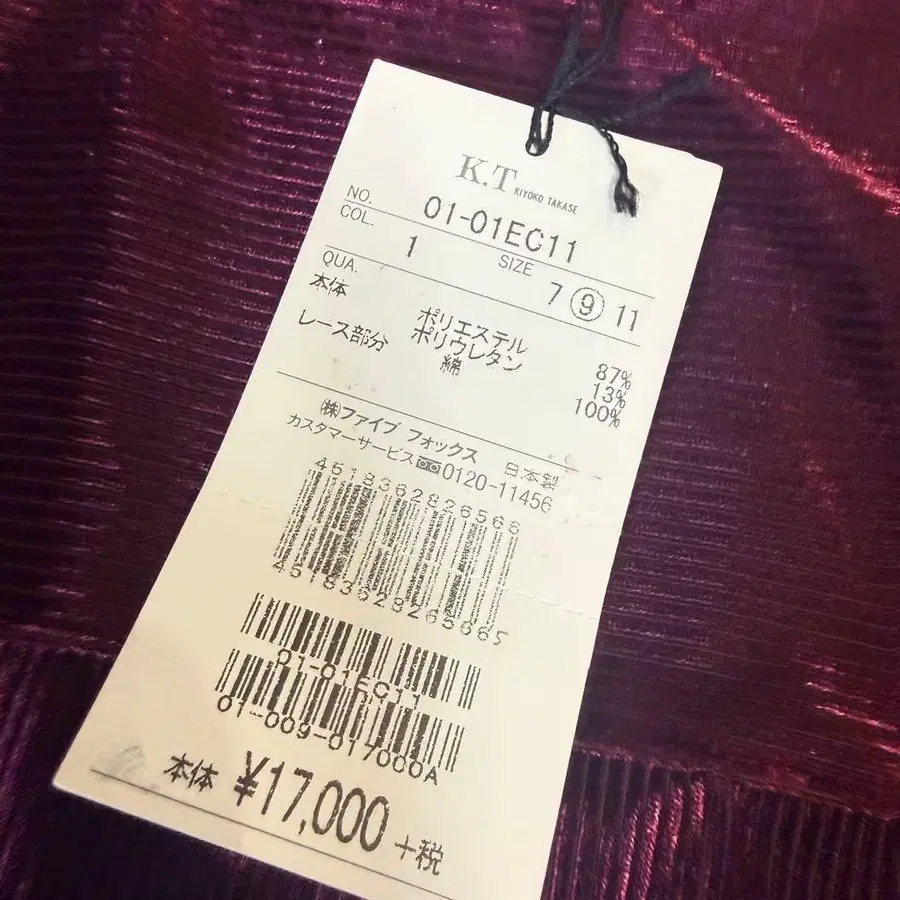 K.T KIYOKO TAKASE
NO. 01-01EC11
COL. 1 SIZE 7 9 11
QUA.
本体 ポリエステル 87%
ポリウレタン 13%
レース部分 綿 100%
㈱ファイブ フォックス 日本製
カスタマーサービス 0120-11456
4518362826566
4518362826566 5
01-01EC11
01-009-017000A
本体 ¥17,000 +税